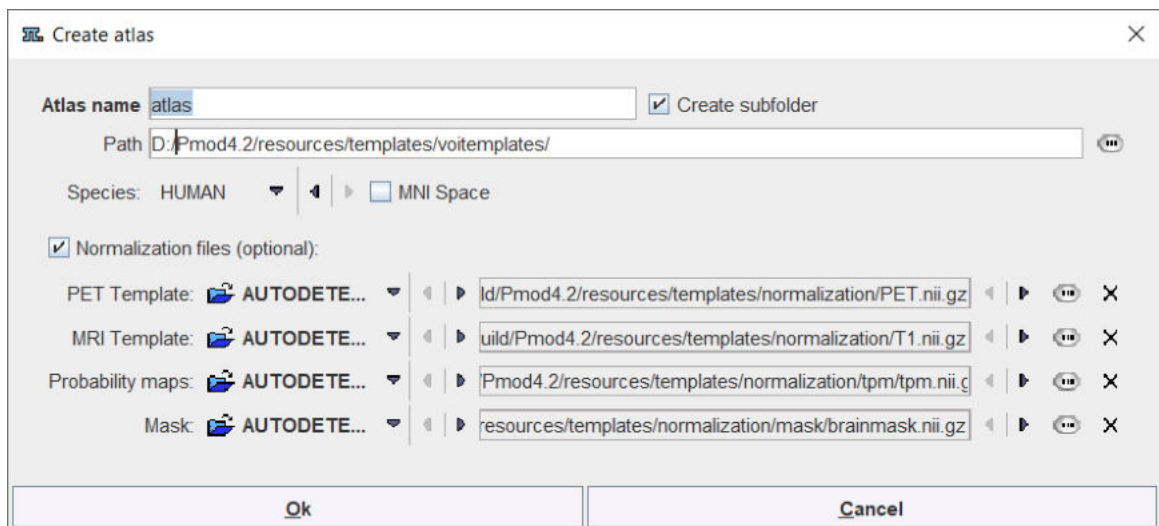 Create atlas
Atlas name atlas Create subfolder
Path D:/Pmod4.2/resources/templates/voitemplates/
Species: HUMAN MNI Space
Normalization files (optional):
PET Template: AUTODETE... ld/Pmod4.2/resources/templates/normalization/PET.nii.gz
MRI Template: AUTODETE... uild/Pmod4.2/resources/templates/normalization/T1.nii.gz
Probability maps: AUTODETE... /Pmod4.2/resources/templates/normalization/tpm/tpm.nii.g
Mask: AUTODETE... resources/templates/normalization/mask/brainmask.nii.gz
Ok Cancel